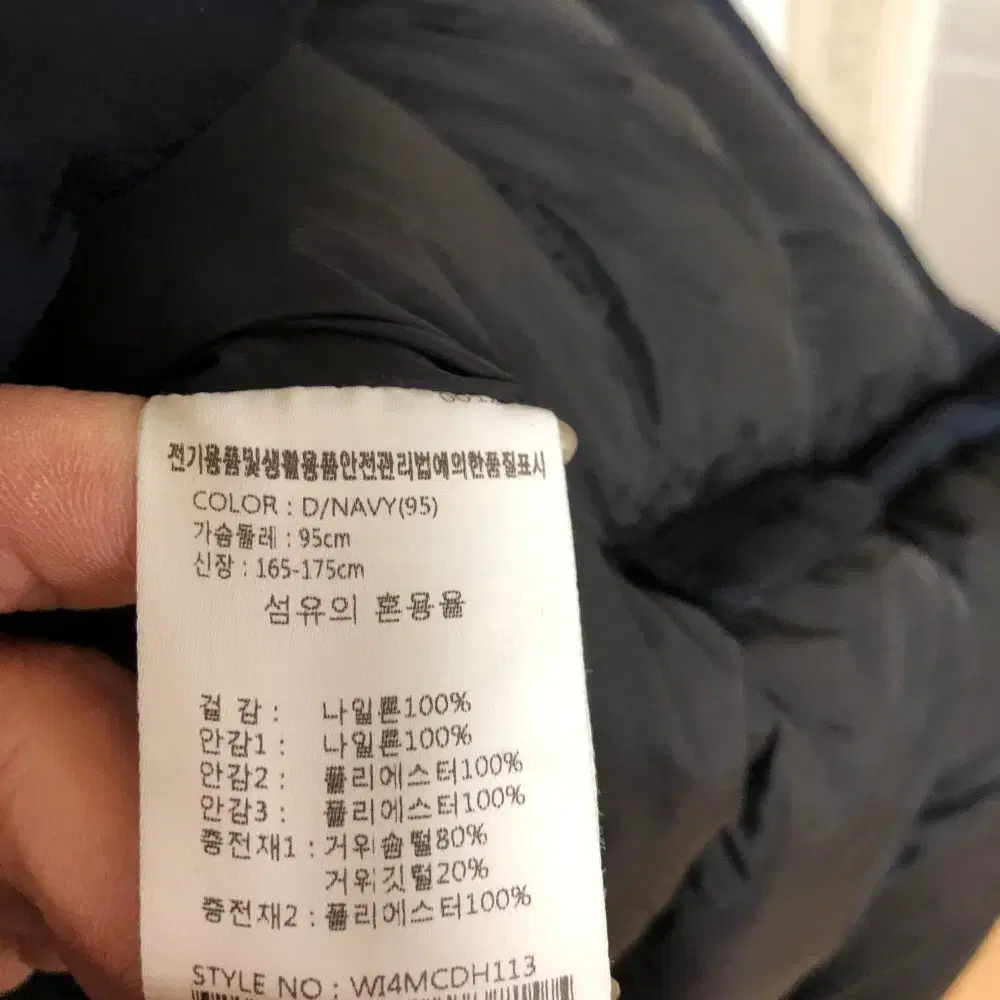 전기용품및생활용품안전관리법에의한품질표시
COLOR : D/NAVY(95)
가슴둘레 : 95cm
신장 : 165-175cm
섬유의 혼용율
겉 감 : 나일론100%
안감1 : 나일론100%
안감2 : 폴리에스터100%
안감3 : 폴리에스터100%
충전재1 : 거위솜털80%
거위깃털20%
충전재2 : 폴리에스터100%
STYLE NO : WI4MCDH113